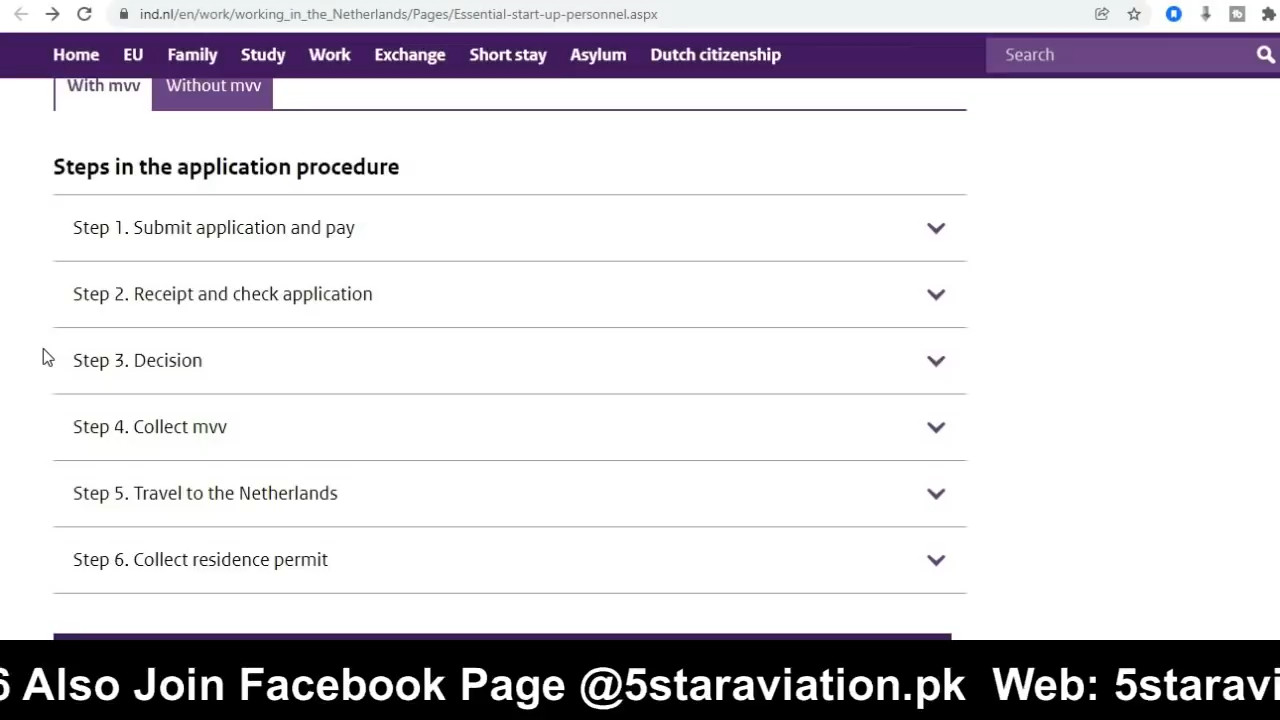 ind.nl/en/work/working_in_the_Netherlands/Pages/Essential-start-up-personnel.aspx
Home EU Family Study Work Exchange Short stay Asylum Dutch citizenship Search
With mvv Without mvv
Steps in the application procedure
Step 1. Submit application and pay
Step 2. Receipt and check application
Step 3. Decision
Step 4. Collect mvv
Step 5. Travel to the Netherlands
Step 6. Collect residence permit
6 Also Join Facebook Page @5staraviation.pk Web: 5staravi